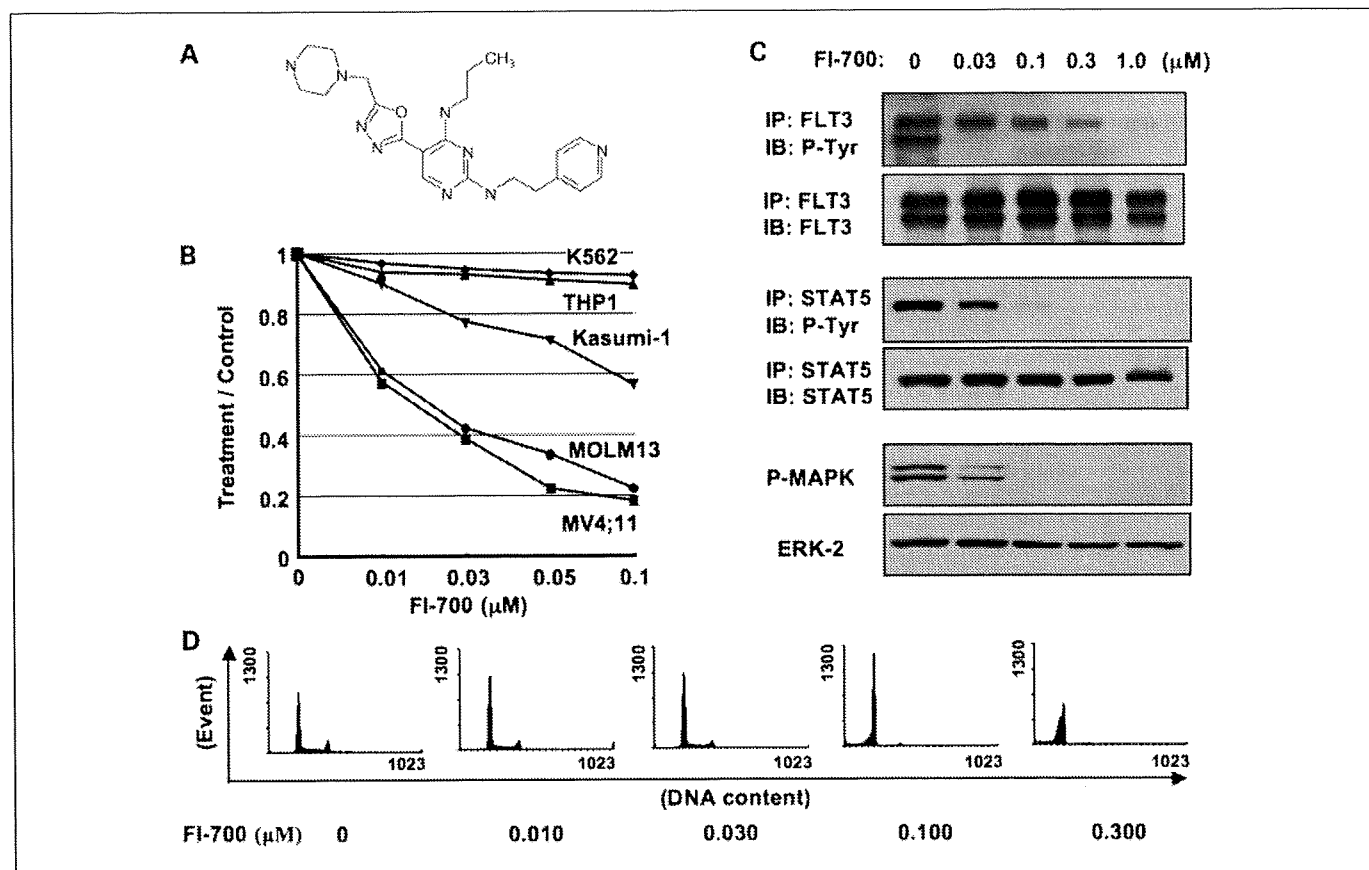 A
N
N
O
N
N
CH₃
N
N
N
N
N
B
1
0.8
0.6
0.4
0.2
0
Treatment / Control
K562
THP1
Kasumi-1
MOLM13
MV4;11
0 0.01 0.03 0.05 0.1
FI-700 (μM)
C
FI-700: 0 0.03 0.1 0.3 1.0 (μM)
IP: FLT3
IB: P-Tyr
IP: FLT3
IB: FLT3
IP: STAT5
IB: P-Tyr
IP: STAT5
IB: STAT5
P-MAPK
ERK-2
D
(Event)
1300 1300 1300 1300 1300
1023 1023 1023 1023 1023
(DNA content)
FI-700 (μM) 0 0.010 0.030 0.100 0.300